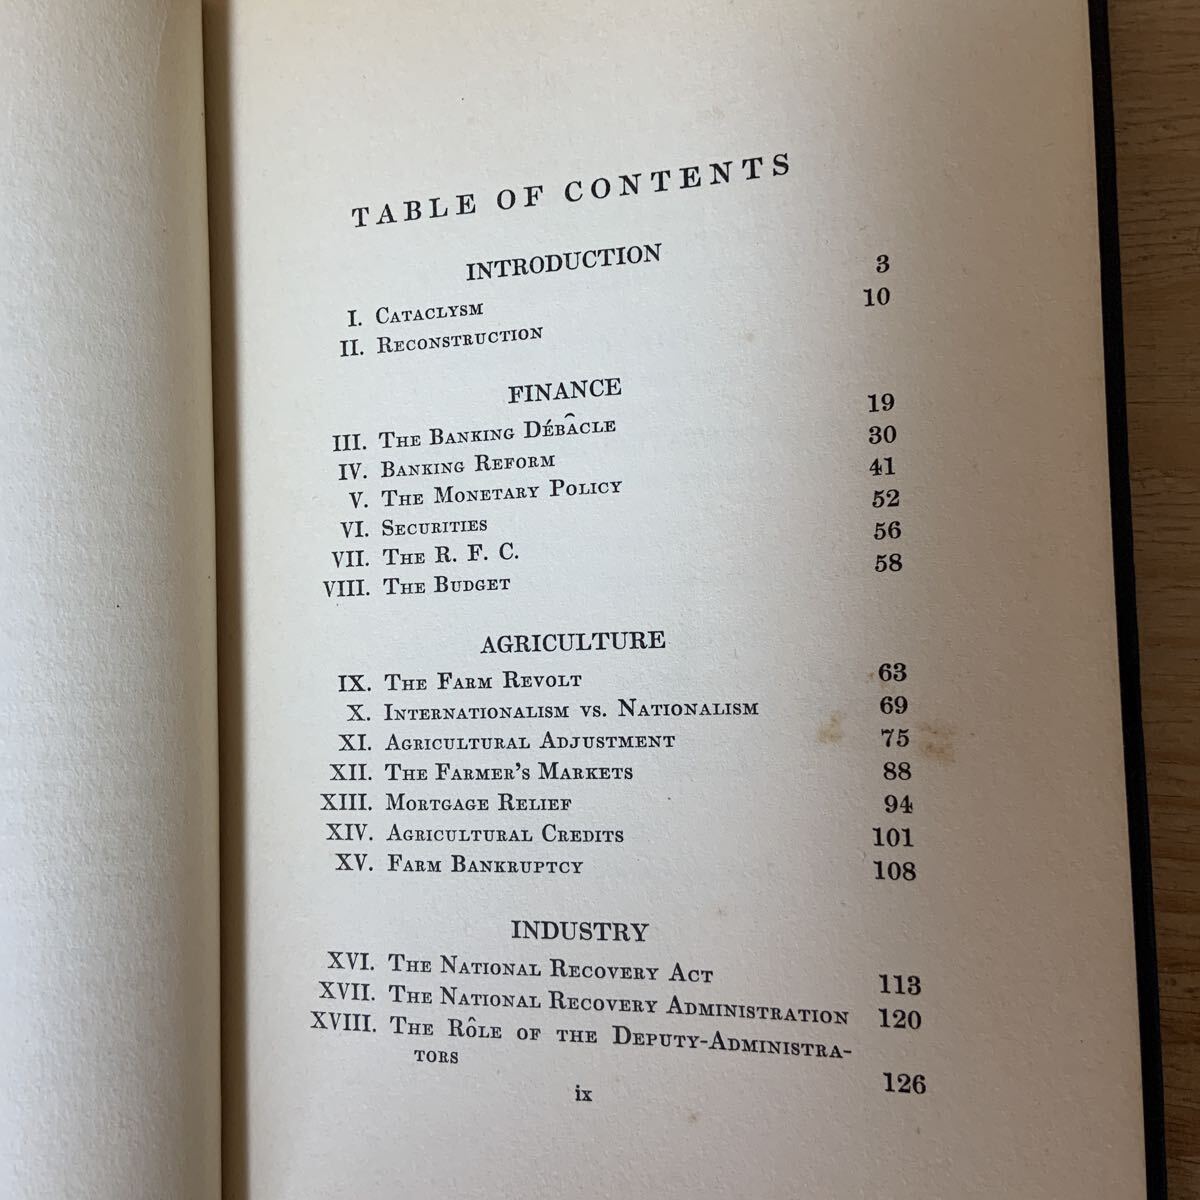 TABLE OF CONTENTS
INTRODUCTION
I. CATACLYSM 3
II. RECONSTRUCTION 10
FINANCE
III. THE BANKING DÉBÂCLE 19
IV. BANKING REFORM 30
V. THE MONETARY POLICY 41
VI. SECURITIES 52
VII. THE R. F. C. 56
VIII. THE BUDGET 58
AGRICULTURE
IX. THE FARM REVOLT 63
X. INTERNATIONALISM VS. NATIONALISM 69
XI. AGRICULTURAL ADJUSTMENT 75
XII. THE FARMER'S MARKETS 88
XIII. MORTGAGE RELIEF 94
XIV. AGRICULTURAL CREDITS 101
XV. FARM BANKRUPTCY 108
INDUSTRY
XVI. THE NATIONAL RECOVERY ACT 113
XVII. THE NATIONAL RECOVERY ADMINISTRATION 120
XVIII. THE RÔLE OF THE DEPUTY-ADMINISTRA-
TORS 126
ix